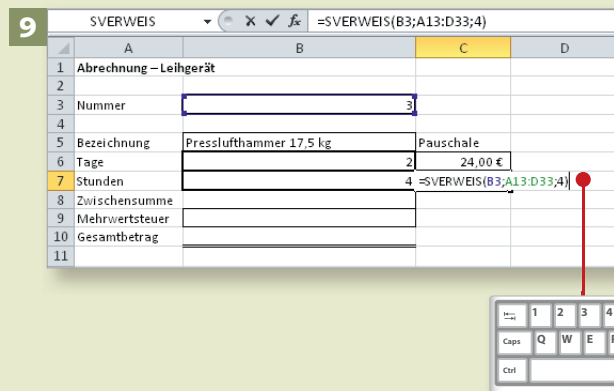 9
SVERWEIS fx =SVERWEIS(B3;A13:D33;4)
A B C D
1 Abrechnung – Leihgerät
2
3 Nummer 3
4
5 Bezeichnung Presslufthammer 17,5 kg Pauschale
6 Tage 2 24,00 €
7 Stunden 4 =SVERWEIS(B3;A13:D33;4)
8 Zwischensumme
9 Mehrwertsteuer
10 Gesamtbetrag
11
1 2 3 4
Caps Q W E
Ctrl